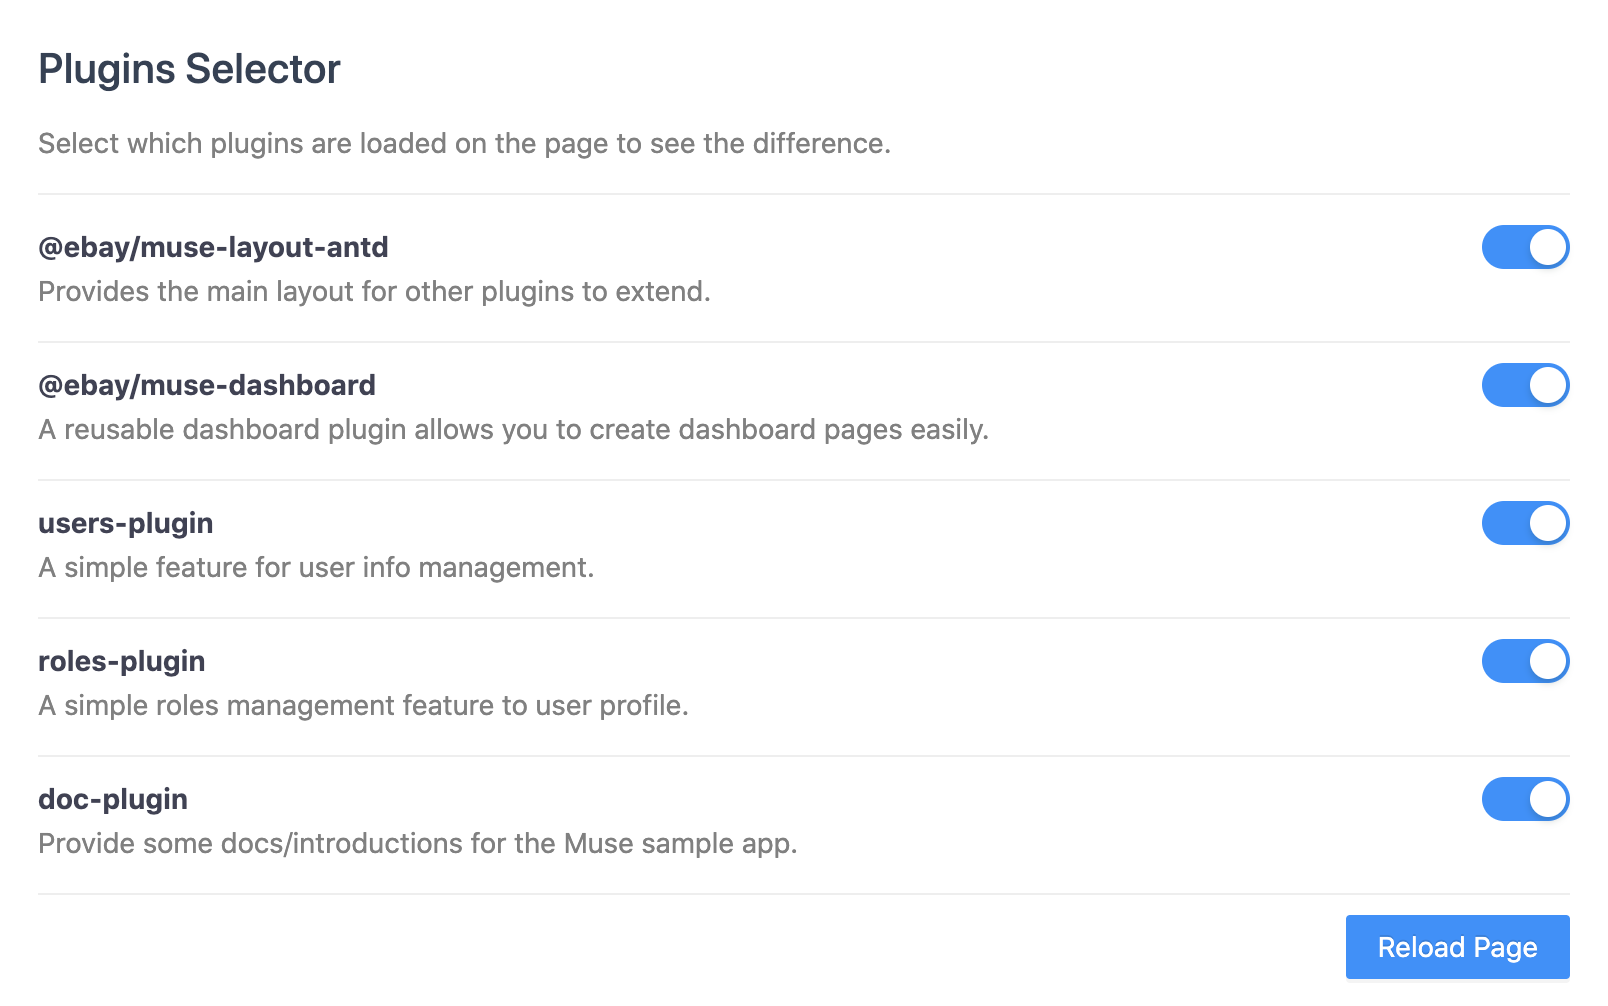 Plugins Selector
Select which plugins are loaded on the page to see the difference.
@ebay/muse-layout-antd
Provides the main layout for other plugins to extend.
@ebay/muse-dashboard
A reusable dashboard plugin allows you to create dashboard pages easily.
users-plugin
A simple feature for user info management.
roles-plugin
A simple roles management feature to user profile.
doc-plugin
Provide some docs/introductions for the Muse sample app.
Reload Page